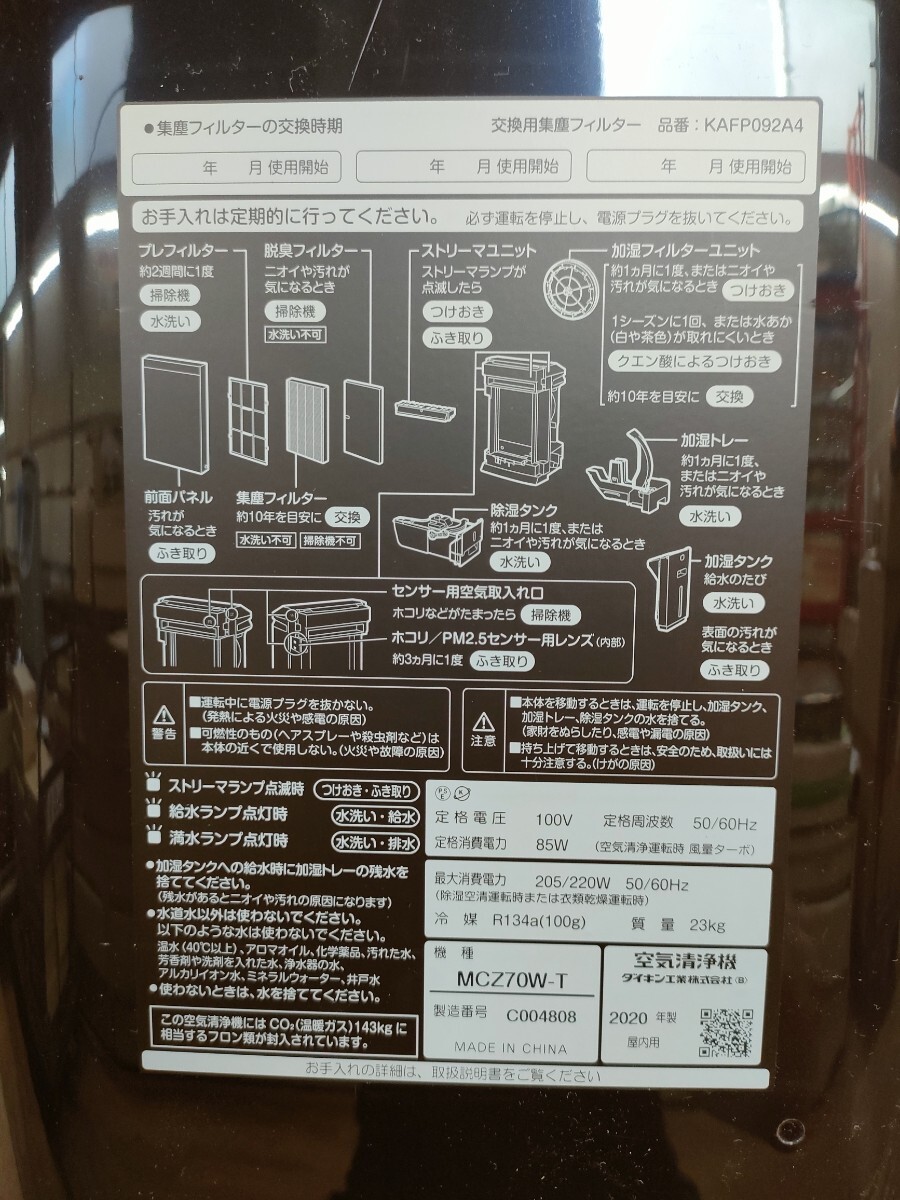 ●集塵フィルターの交換時期
交換用集塵フィルター 品番：KAFP092A4
年 月 使用開始
年 月 使用開始
年 月 使用開始
お手入れは定期的に行ってください。 必ず運転を停止し、電源プラグを抜いてください。
プレフィルター
約2週間に1度
掃除機
水洗い
脱臭フィルター
ニオイや汚れが
気になるとき
掃除機
水洗い不可
ストリーマユニット
ストリーマランプが
点滅したら
つけおき
ふき取り
加湿フィルターユニット
約1ヵ月に1度、またはニオイや
汚れが気になるとき つけおき
1シーズンに1回、または水あか
(白や茶色)が取れにくいとき
クエン酸によるつけおき
約10年を目安に 交換
加湿トレー
約1ヵ月に1度、
またはニオイや
汚れが気になるとき
水洗い
前面パネル
汚れが
気になるとき
ふき取り
集塵フィルター
約10年を目安に 交換
水洗い不可 掃除機不可
除湿タンク
約1ヵ月に1度、または
ニオイや汚れが気になるとき
水洗い
加湿タンク
給水のたび
水洗い
表面の汚れが
気になるとき
ふき取り
センサー用空気取入れ口
ホコリなどがたまったら 掃除機
ホコリ／PM2.5センサー用レンズ(内部)
約3ヵ月に1度 ふき取り
警告
■運転中に電源プラグを抜かない。
(発熱による火災や感電の原因)
■可燃性のもの(ヘアスプレーや殺虫剤など)は
本体の近くで使用しない。(火災や故障の原因)
注意
■本体を移動するときは、運転を停止し、加湿タンク、
加湿トレー、除湿タンクの水を捨てる。
(家財をぬらしたり、感電や漏電の原因)
■持ち上げて移動するときは、安全のため、取扱いには
十分注意する。(けがの原因)
ストリーマランプ点滅時 つけおき・ふき取り
給水ランプ点灯時 水洗い・給水
満水ランプ点灯時 水洗い・排水
●加湿タンクへの給水時に加湿トレーの残水を
捨ててください。
(残水があるとニオイや汚れの原因になります)
●水道水以外は使わないでください。
以下のような水は使わないでください。
温水(40℃以上)、アロマオイル、化学薬品、汚れた水、
芳香剤や洗剤を入れた水、浄水器の水、
アルカリイオン水、ミネラルウォーター、井戸水
●使わないときは、水を捨ててください。
この空気清浄機にはCO₂(温暖ガス)143kgに
相当するフロン類が封入されています。
PSE
定格電圧 100V 定格周波数 50/60Hz
定格消費電力 85W (空気清浄運転時 風量ターボ)
最大消費電力 205/220W 50/60Hz
(除湿空清運転時または衣類乾燥運転時)
冷媒 R134a(100g) 質量 23kg
機種
MCZ70W-T
製造番号 C004808
MADE IN CHINA
空気清浄機
ダイキン工業株式会社 Ⓑ
2020 年製
屋内用
お手入れの詳細は、取扱説明書をご覧ください